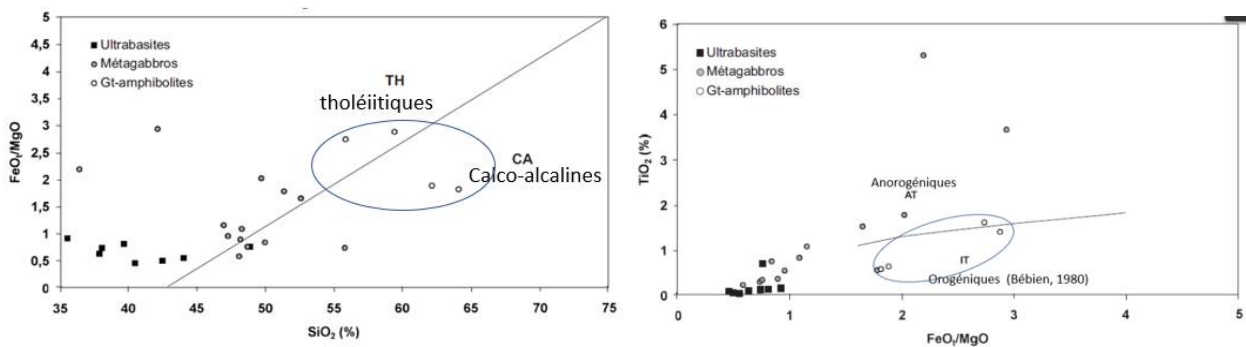 5
4,5
4
3,5
3
2,5
2
1,5
1
0,5
0
FeOt/MgO
Ultrabasites
Métagabbros
Gt-amphibolites
TH
tholéiitiques
CA
Calco-alcalines
35 40 45 50 55 60 65 70 75
SiO2 (%)
6
5
4
3
2
1
0
TiO2 (%)
Ultrabasites
Métagabbros
Gt-amphibolites
Anorogéniques
AT
IT
Orogéniques (Bébien, 1980)
0 1 2 3 4 5
FeOt/MgO